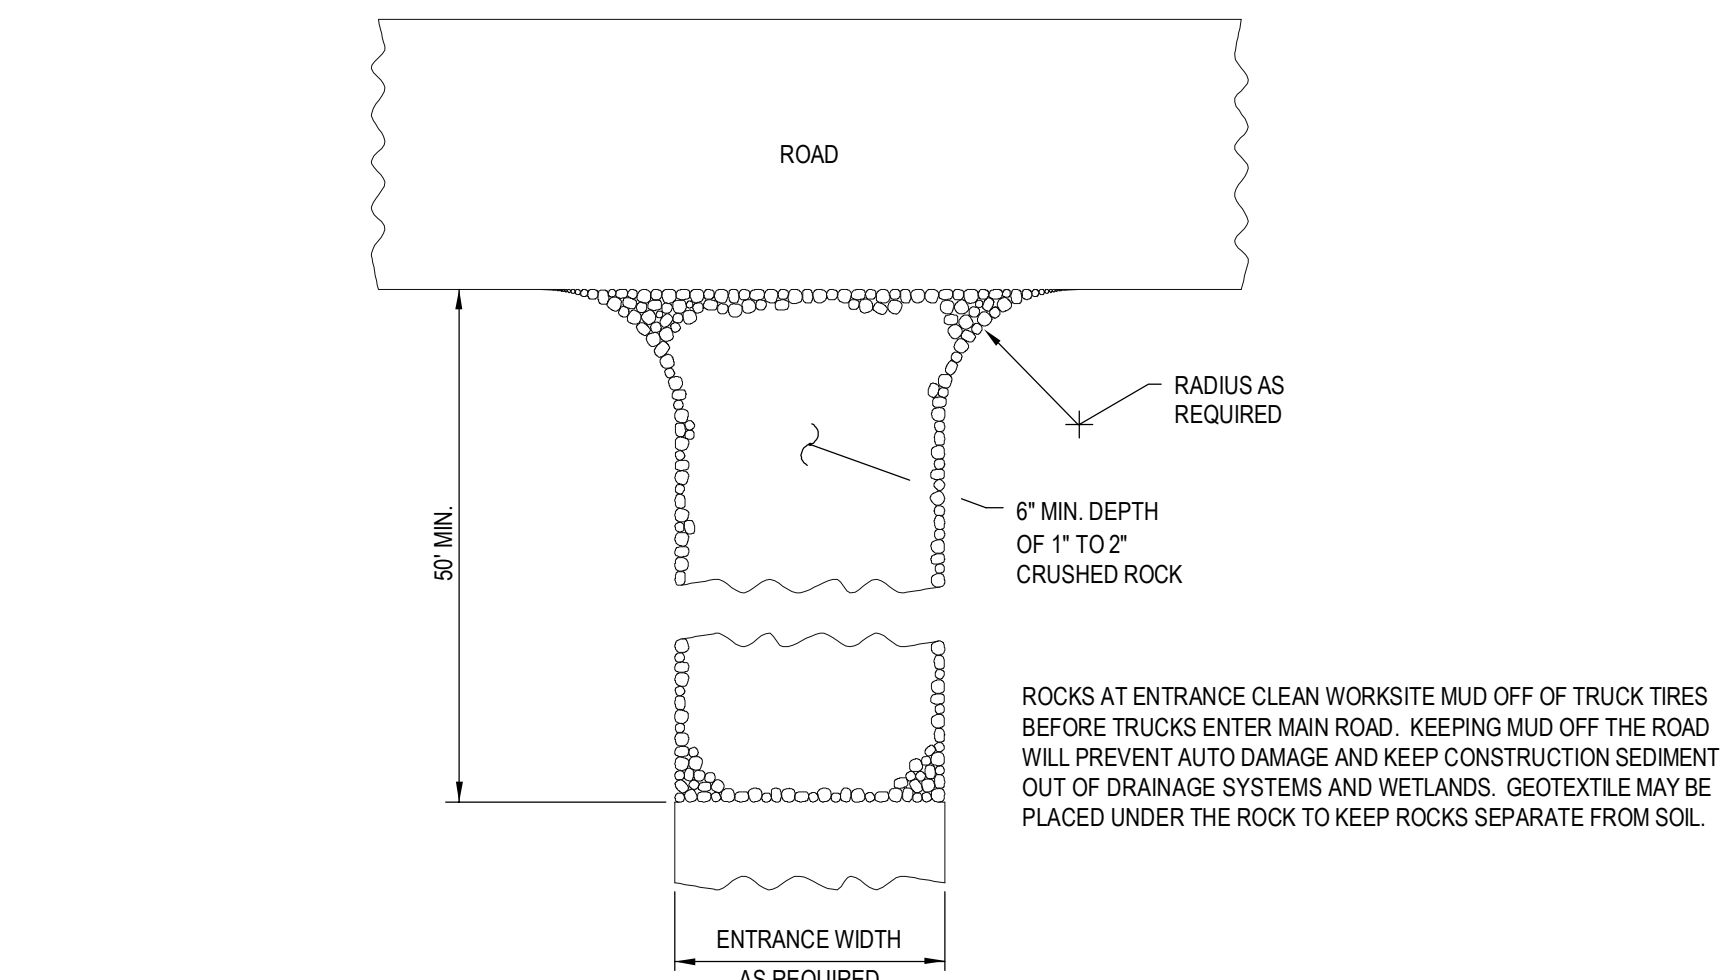 ROAD
RADIUS AS
REQUIRED
50' MIN.
6" MIN. DEPTH
OF 1" TO 2"
CRUSHED ROCK
ROCKS AT ENTRANCE CLEAN WORKSITE MUD OFF OF TRUCK TIRES
BEFORE TRUCKS ENTER MAIN ROAD. KEEPING MUD OFF THE ROAD
WILL PREVENT AUTO DAMAGE AND KEEP CONSTRUCTION SEDIMENT
OUT OF DRAINAGE SYSTEMS AND WETLANDS. GEOTEXTILE MAY BE
PLACED UNDER THE ROCK TO KEEP ROCKS SEPARATE FROM SOIL.
ENTRANCE WIDTH
AS REQUIRED